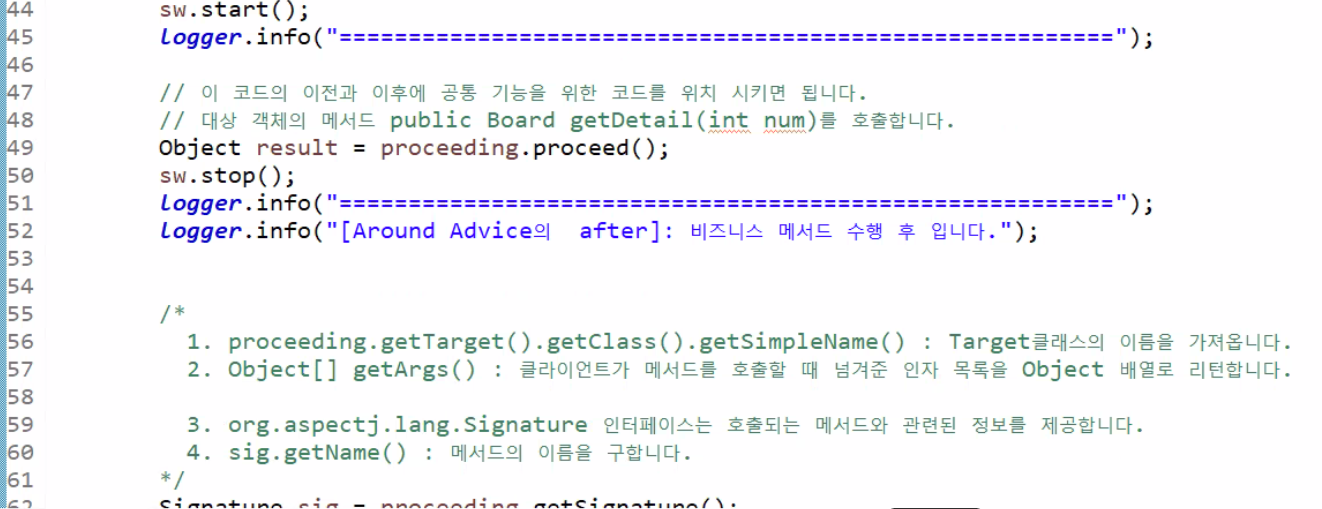 44 sw.start();
45 logger.info("========================================================");
46
47 // 이 코드의 이전과 이후에 공통 기능을 위한 코드를 위치 시키면 됩니다.
48 // 대상 객체의 메서드 public Board getDetail(int num)를 호출합니다.
49 Object result = proceeding.proceed();
50 sw.stop();
51 logger.info("========================================================");
52 logger.info("[Around Advice의  after]: 비즈니스 메서드 수행 후 입니다.");
53
54
55 /*
56 1. proceeding.getTarget().getClass().getSimpleName() : Target클래스의 이름을 가져옵니다.
57 2. Object[] getArgs() : 클라이언트가 메서드를 호출할 때 넘겨준 인자 목록을 Object 배열로 리턴합니다.
58
59 3. org.aspectj.lang.Signature 인터페이스는 호출되는 메서드와 관련된 정보를 제공합니다.
60 4. sig.getName() : 메서드의 이름을 구합니다.
61 */
62 Signature sig = proceeding.getSignature();